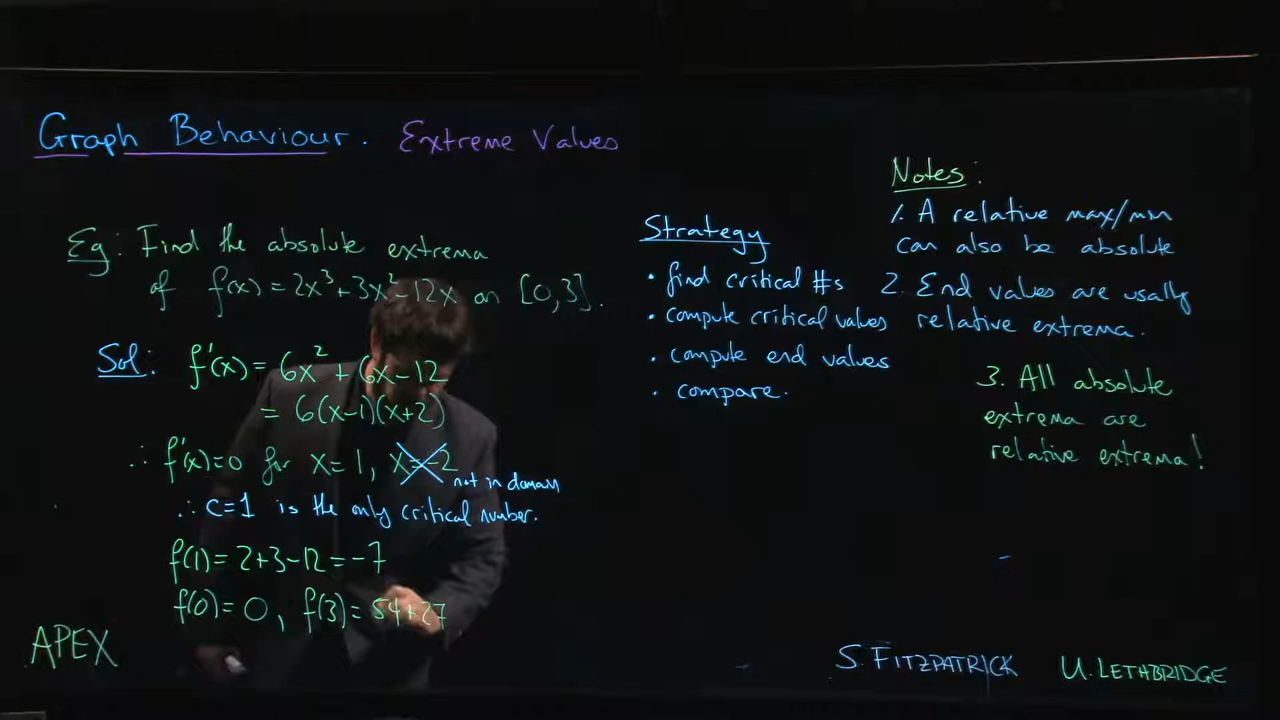 Graph Behaviour. Extreme Values
Eg: Find the absolute extrema
of f(x) = 2x³+3x²-12x on [0,3].
Sol: f'(x) = 6x² + 6x-12
= 6(x-1)(x+2)
∴ f'(x)=0 for x=1, x=-2
not in domain
∴ c=1 is the only critical number.
f(1)= 2+3-12 = -7
f(0)= 0, f(3)= 54+27
APEX
Strategy
• find critical #s
• compute critical values
• compute end values
• compare.
Notes:
1. A relative max/min
can also be absolute
2. End values are usally
relative extrema.
3. All absolute
extrema are
relative extrema!
S. FITZPATRICK U. LETHBRIDGE